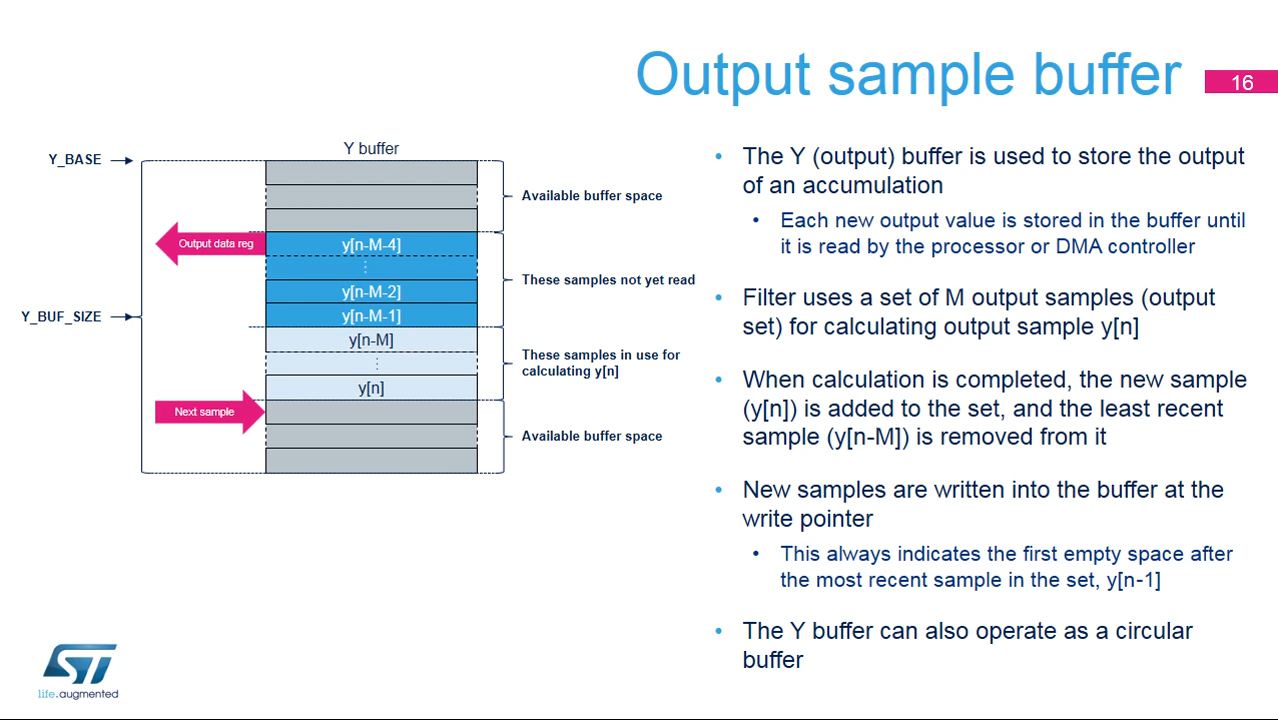 Output sample buffer
16
Y buffer
Y_BASE
Available buffer space
Output data reg
y[n-M-4]
⋮
y[n-M-2]
y[n-M-1]
These samples not yet read
Y_BUF_SIZE
y[n-M]
⋮
y[n]
These samples in use for
calculating y[n]
Next sample
Available buffer space
• The Y (output) buffer is used to store the output
of an accumulation
• Each new output value is stored in the buffer until
it is read by the processor or DMA controller
• Filter uses a set of M output samples (output
set) for calculating output sample y[n]
• When calculation is completed, the new sample
(y[n]) is added to the set, and the least recent
sample (y[n-M]) is removed from it
• New samples are written into the buffer at the
write pointer
• This always indicates the first empty space after
the most recent sample in the set, y[n-1]
• The Y buffer can also operate as a circular
buffer
ST
life.augmented